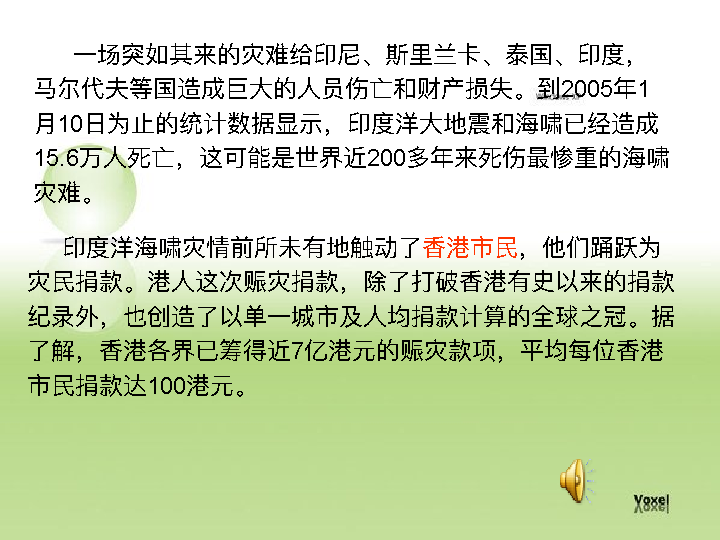 一场突如其来的灾难给印尼、斯里兰卡、泰国、印度，
马尔代夫等国造成巨大的人员伤亡和财产损失。到2005年1
月10日为止的统计数据显示，印度洋大地震和海啸已经造成
15.6万人死亡，这可能是世界近200多年来死伤最惨重的海啸
灾难。
印度洋海啸灾情前所未有地触动了香港市民，他们踊跃为
灾民捐款。港人这次赈灾捐款，除了打破香港有史以来的捐款
纪录外，也创造了以单一城市及人均捐款计算的全球之冠。据
了解，香港各界已筹得近7亿港元的赈灾款项，平均每位香港
市民捐款达100港元。
Voxel